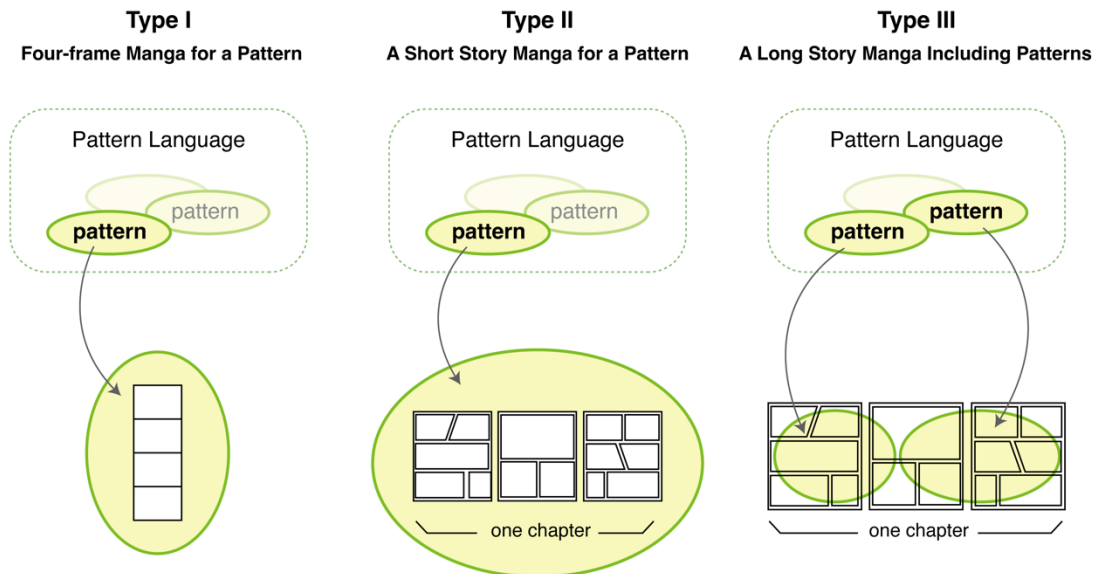 Type I
Four-frame Manga for a Pattern
Pattern Language
pattern
pattern
Type II
A Short Story Manga for a Pattern
Pattern Language
pattern
pattern
one chapter
Type III
A Long Story Manga Including Patterns
Pattern Language
pattern
pattern
one chapter